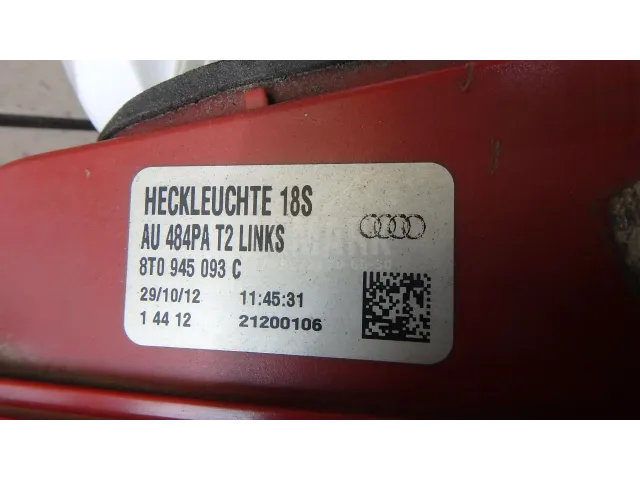 HECKLEUCHTE 18S
AU 484PA T2 LINKS
8T0 945 093 C
29/10/12 11:45:31
1 44 12 21200106